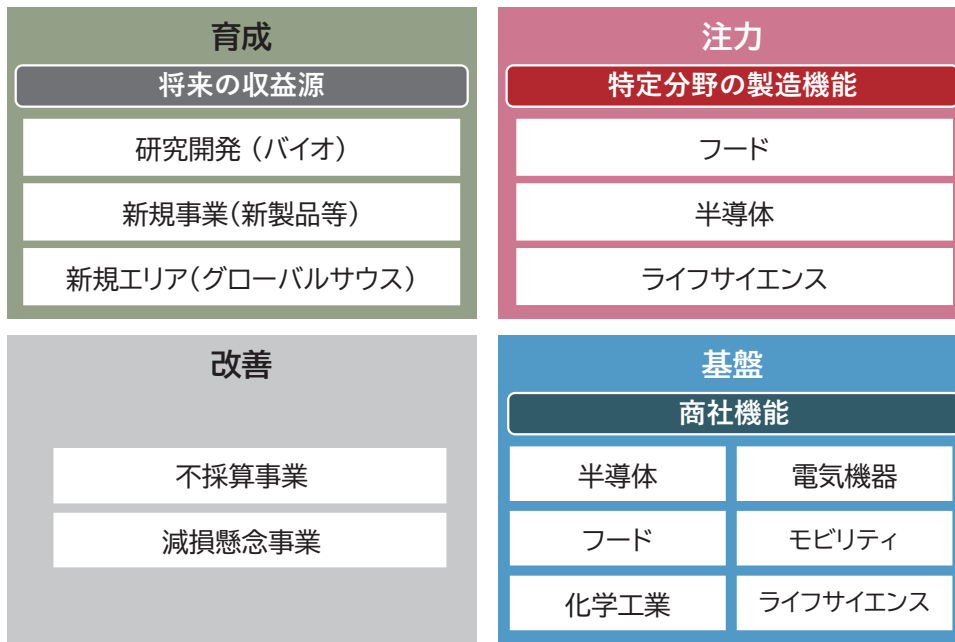 育成
将来の収益源
研究開発（バイオ）
新規事業（新製品等）
新規エリア（グローバルサウス）
注力
特定分野の製造機能
フード
半導体
ライフサイエンス
改善
不採算事業
減損懸念事業
基盤
商社機能
半導体
電気機器
フード
モビリティ
化学工業
ライフサイエンス